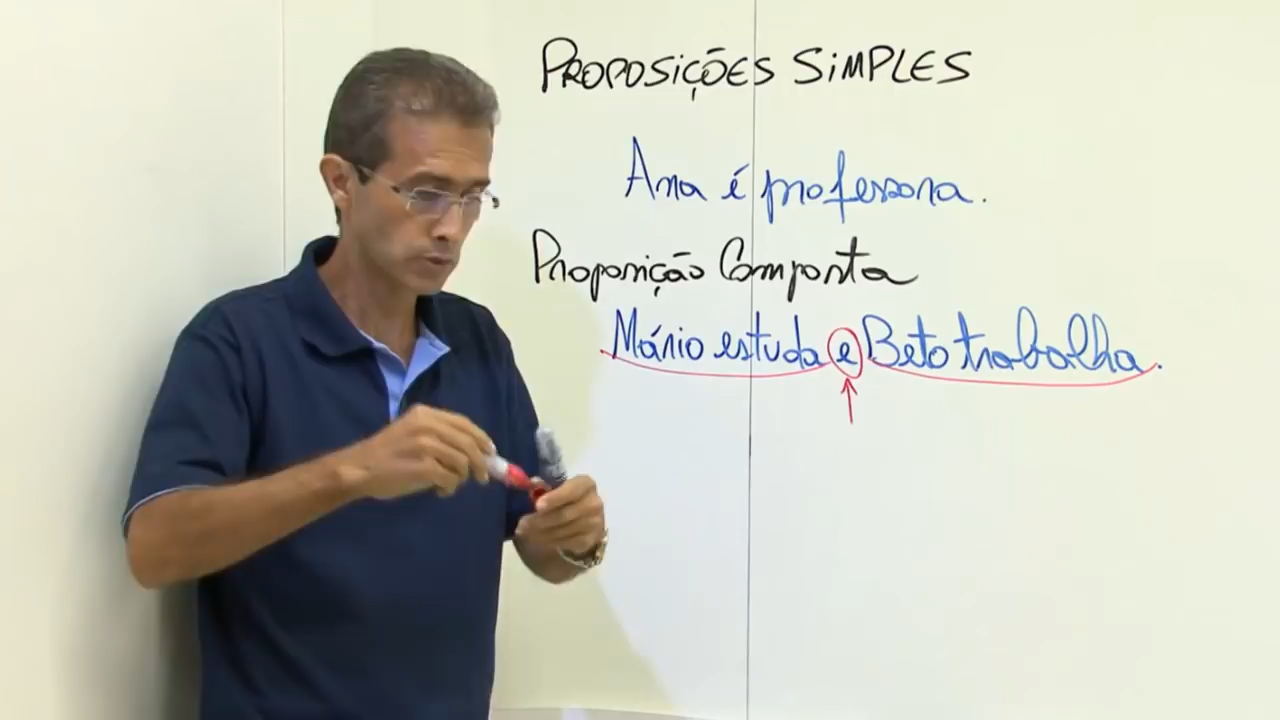 PROPOSIÇÕES SiMPLES
Ana é professora.
Proposição Composta
Mário estuda e Beto trabalha.